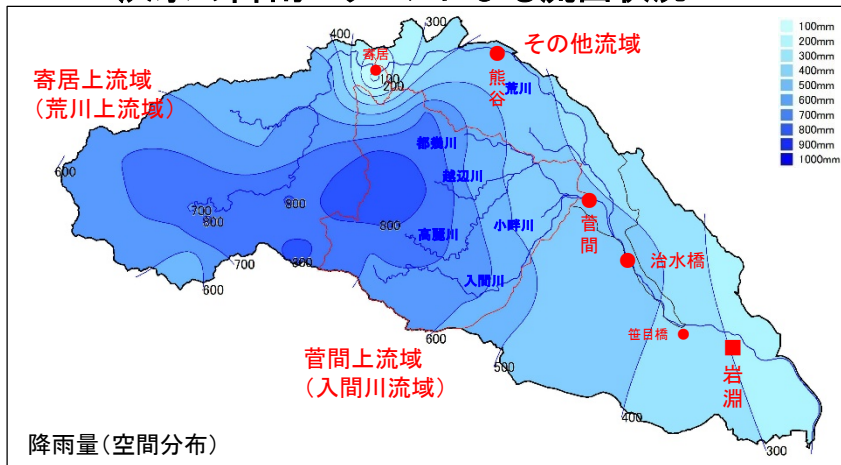 400
300
寄居
100
200
その他流域
熊谷
荒川
100mm
200mm
300mm
400mm
500mm
600mm
700mm
800mm
900mm
1000mm
寄居上流域
(荒川上流域)
都幾川
越辺川
600
700
800
800
800
高麗川
小畔川
菅間
治水橋
入間川
800
700
600
600
500
菅間上流域
(入間川流域)
笹目橋
岩淵
400
300
降雨量(空間分布)